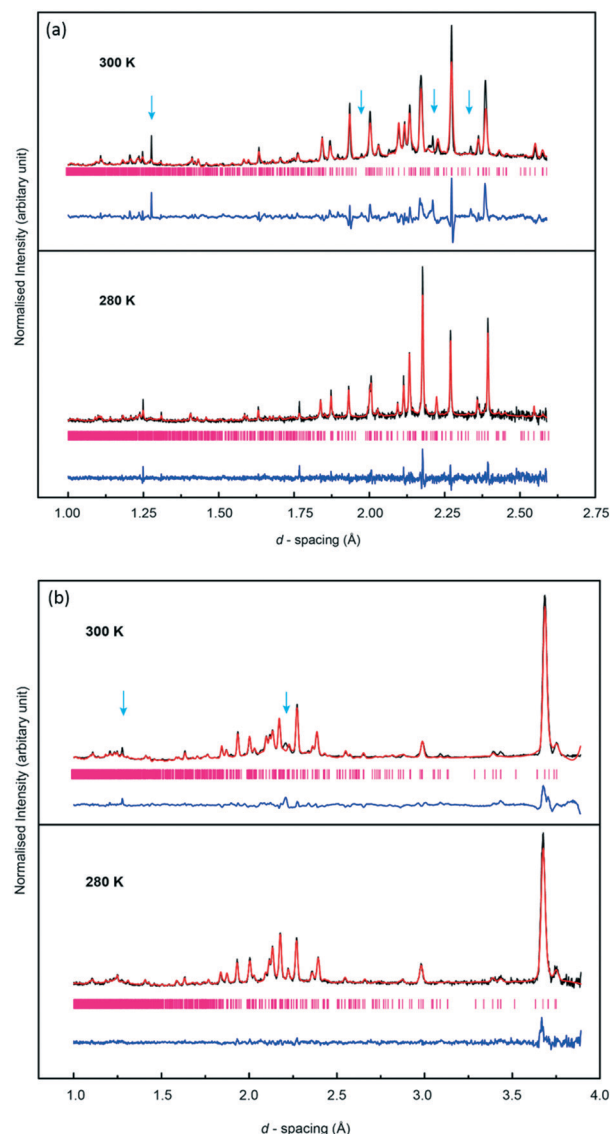 (a)
300 K
280 K
Normalised Intensity (arbitary unit)
1.00 1.25 1.50 1.75 2.00 2.25 2.50 2.75
d - spacing (Å)
(b)
300 K
280 K
Normalised Intensity (arbitary unit)
1.0 1.5 2.0 2.5 3.0 3.5 4.0
d - spacing (Å)